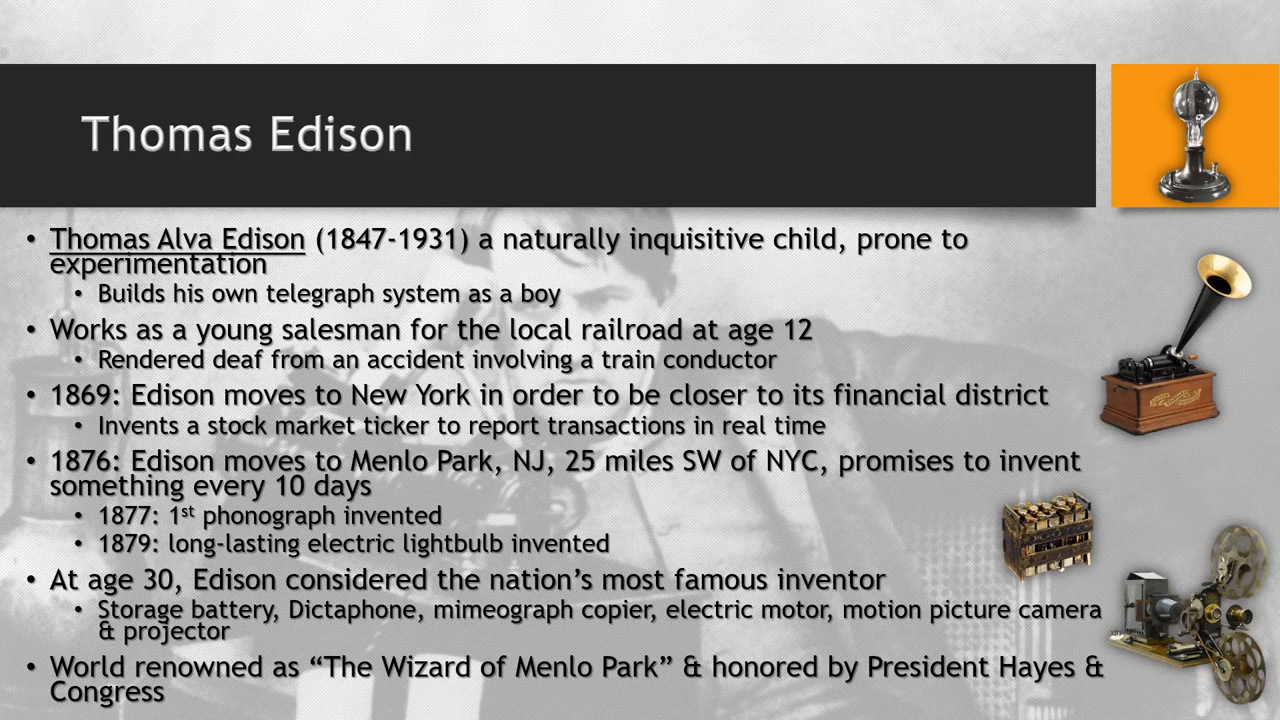 Thomas Edison
• Thomas Alva Edison (1847-1931) a naturally inquisitive child, prone to
experimentation
• Builds his own telegraph system as a boy
• Works as a young salesman for the local railroad at age 12
• Rendered deaf from an accident involving a train conductor
• 1869: Edison moves to New York in order to be closer to its financial district
• Invents a stock market ticker to report transactions in real time
• 1876: Edison moves to Menlo Park, NJ, 25 miles SW of NYC, promises to invent
something every 10 days
• 1877: 1st phonograph invented
• 1879: long-lasting electric lightbulb invented
• At age 30, Edison considered the nation’s most famous inventor
• Storage battery, Dictaphone, mimeograph copier, electric motor, motion picture camera
& projector
• World renowned as “The Wizard of Menlo Park” & honored by President Hayes &
Congress